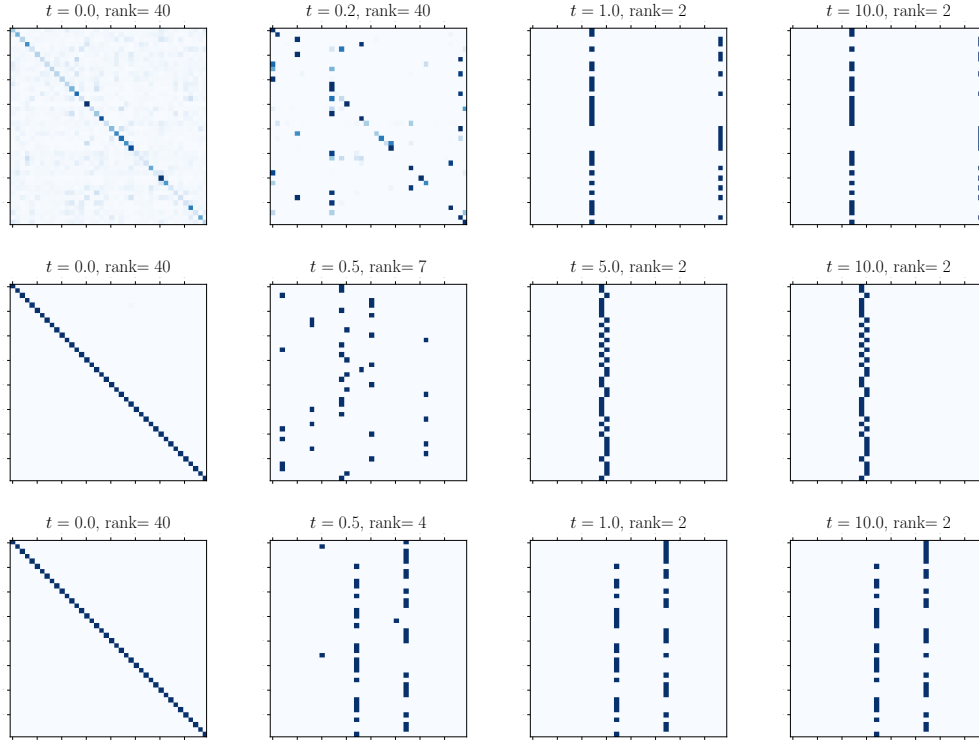 t = 0.0, rank= 40
t = 0.2, rank= 40
t = 1.0, rank= 2
t = 10.0, rank= 2
t = 0.0, rank= 40
t = 0.5, rank= 7
t = 5.0, rank= 2
t = 10.0, rank= 2
t = 0.0, rank= 40
t = 0.5, rank= 4
t = 1.0, rank= 2
t = 10.0, rank= 2